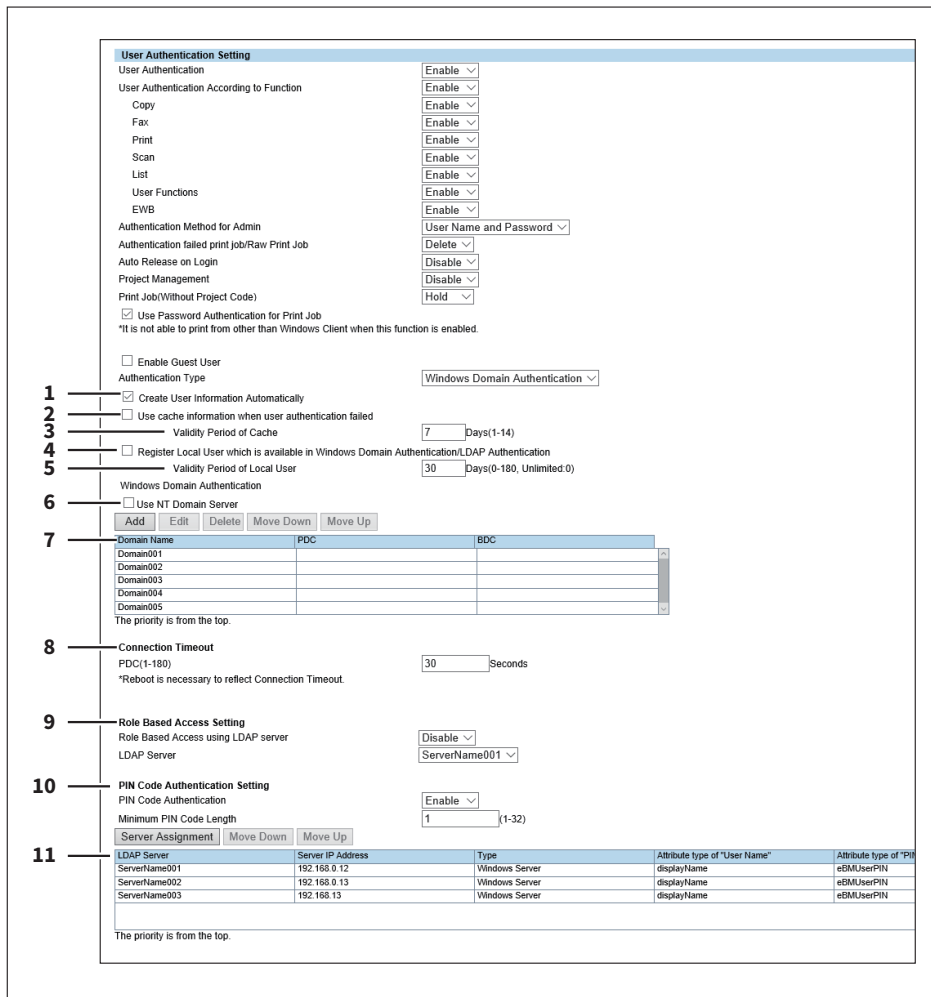 User Authentication Setting
User Authentication Enable
User Authentication According to Function Enable
Copy Enable
Fax Enable
Print Enable
Scan Enable
List Enable
User Functions Enable
EWB Enable
Authentication Method for Admin User Name and Password
Authentication failed print job/Raw Print Job Delete
Auto Release on Login Disable
Project Management Disable
Print Job(Without Project Code) Hold
Use Password Authentication for Print Job
*It is not able to print from other than Windows Client when this function is enabled.
Enable Guest User
Authentication Type Windows Domain Authentication
1 Create User Information Automatically
2 Use cache information when user authentication failed
3 Validity Period of Cache 7 Days(1-14)
4 Register Local User which is available in Windows Domain Authentication/LDAP Authentication
5 Validity Period of Local User 30 Days(0-180, Unlimited:0)
Windows Domain Authentication
6 Use NT Domain Server
Add Edit Delete Move Down Move Up
7 Domain Name PDC BDC
Domain001
Domain002
Domain003
Domain004
Domain005
The priority is from the top.
8 Connection Timeout
PDC(1-180) 30 Seconds
*Reboot is necessary to reflect Connection Timeout.
9 Role Based Access Setting
Role Based Access using LDAP server Disable
LDAP Server ServerName001
10 PIN Code Authentication Setting
PIN Code Authentication Enable
Minimum PIN Code Length 1 (1-32)
Server Assignment Move Down Move Up
11 LDAP Server Server IP Address Type Attribute type of "User Name" Attribute type of "PIN
ServerName001 192.168.0.12 Windows Server displayName eBMUserPIN
ServerName002 192.168.0.13 Windows Server displayName eBMUserPIN
ServerName003 192.168.13 Windows Server displayName eBMUserPIN
The priority is from the top.